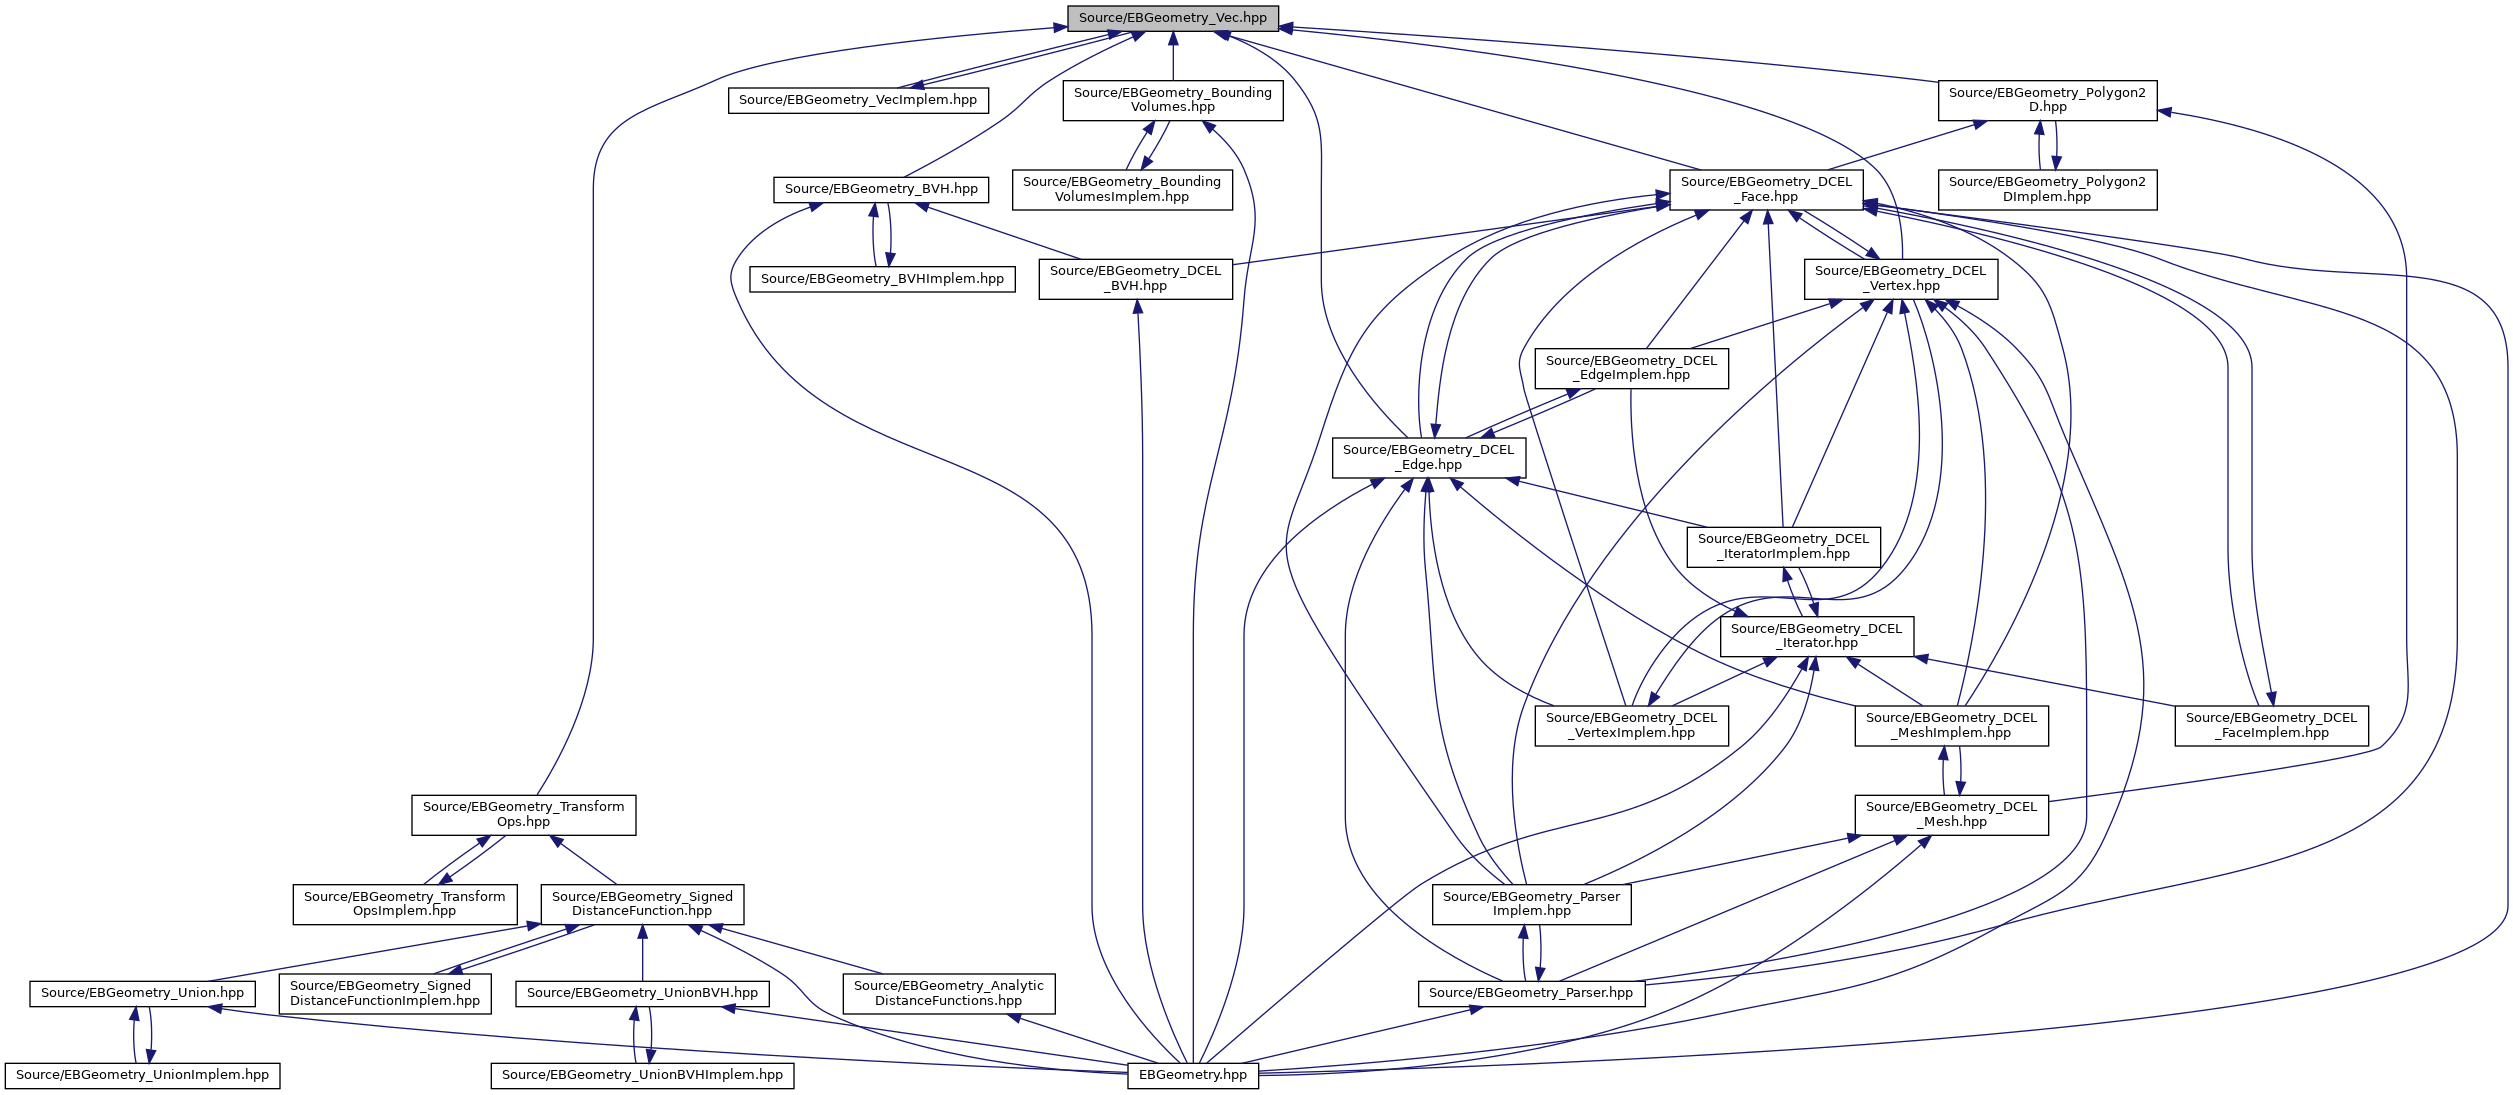 Source/EBGeometry_Vec.hpp
Source/EBGeometry_VecImplem.hpp
Source/EBGeometry_Bounding
Volumes.hpp
Source/EBGeometry_Polygon2
D.hpp
Source/EBGeometry_BVH.hpp
Source/EBGeometry_Bounding
VolumesImplem.hpp
Source/EBGeometry_DCEL
_Face.hpp
Source/EBGeometry_Polygon2
DImplem.hpp
Source/EBGeometry_BVHImplem.hpp
Source/EBGeometry_DCEL
_BVH.hpp
Source/EBGeometry_DCEL
_Vertex.hpp
Source/EBGeometry_DCEL
_EdgeImplem.hpp
Source/EBGeometry_DCEL
_Edge.hpp
Source/EBGeometry_DCEL
_IteratorImplem.hpp
Source/EBGeometry_DCEL
_Iterator.hpp
Source/EBGeometry_DCEL
_VertexImplem.hpp
Source/EBGeometry_DCEL
_MeshImplem.hpp
Source/EBGeometry_DCEL
_FaceImplem.hpp
Source/EBGeometry_Transform
Ops.hpp
Source/EBGeometry_DCEL
_Mesh.hpp
Source/EBGeometry_Transform
OpsImplem.hpp
Source/EBGeometry_Signed
DistanceFunction.hpp
Source/EBGeometry_Parser
Implem.hpp
Source/EBGeometry_Union.hpp
Source/EBGeometry_Signed
DistanceFunctionImplem.hpp
Source/EBGeometry_UnionBVH.hpp
Source/EBGeometry_Analytic
DistanceFunctions.hpp
Source/EBGeometry_Parser.hpp
Source/EBGeometry_UnionImplem.hpp
Source/EBGeometry_UnionBVHImplem.hpp
EBGeometry.hpp